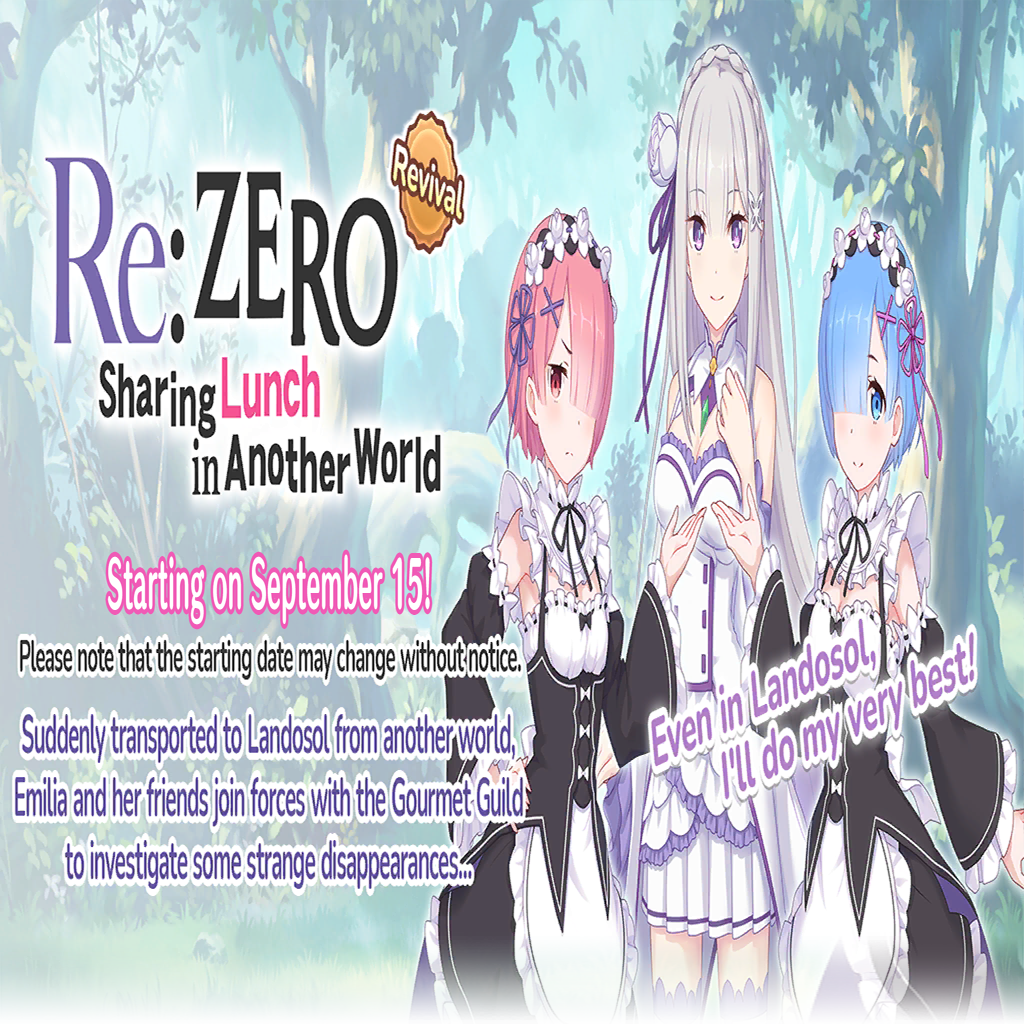 Revival
Re:ZERO
Sharing Lunch
in Another World
Starting on September 15!
Please note that the starting date may change without notice.
Suddenly transported to Landosol from another world,
Emilia and her friends join forces with the Gourmet Guild
to investigate some strange disappearances...
Even in Landosol,
I'll do my very best!